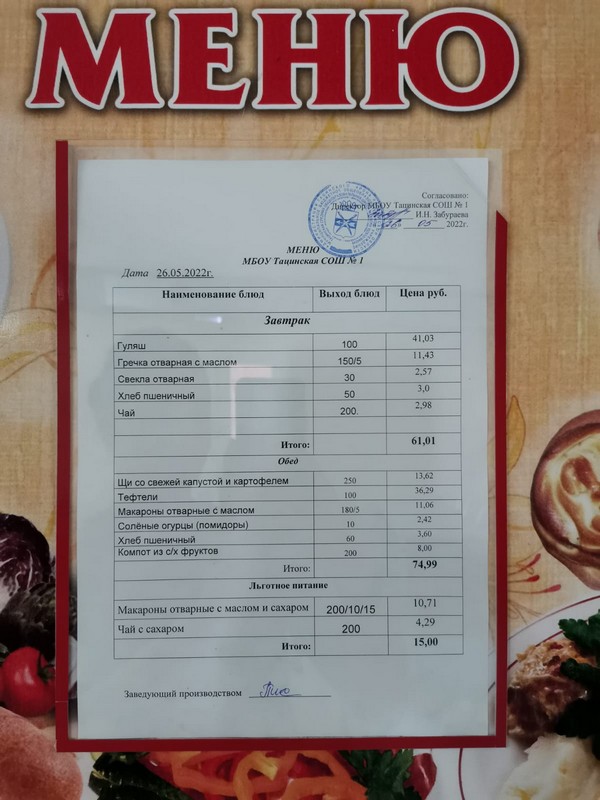 МЕНЮ
Согласовано:
Директор МБОУ Тацинская СОШ № 1
И.Н. Забураева
05 2022г.
МЕНЮ
МБОУ Тацинская СОШ № 1
Дата 26.05.2022г.
Наименование блюд Выход блюд Цена руб.
Завтрак
Гуляш 100 41,03
Гречка отварная с маслом 150/5 11,43
Свекла отварная 30 2,57
Хлеб пшеничный 50 3,0
Чай 200. 2,98
Итого: 61,01
Обед
Щи со свежей капустой и картофелем 250 13,62
Тефтели 100 36,29
Макароны отварные с маслом 180/5 11,06
Солёные огурцы (помидоры) 10 2,42
Хлеб пшеничный 60 3,60
Компот из с/х фруктов 200 8,00
Итого: 74,99
Льготное питание
Макароны отварные с маслом и сахаром 200/10/15 10,71
Чай с сахаром 200 4,29
Итого: 15,00
Заведующий производством